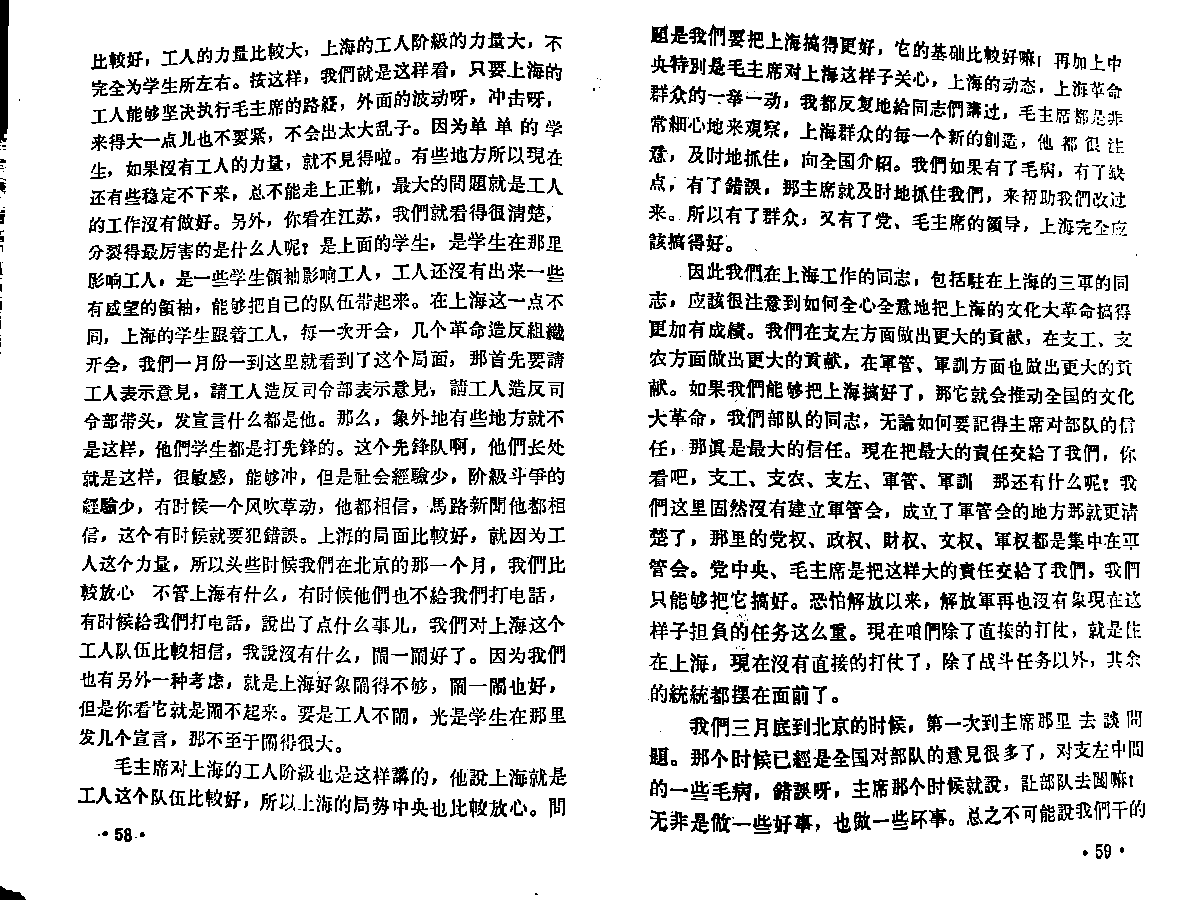 比較好，工人的力量比較大，上海的工人阶級的力量大，不
完全为学生所左右。按这样，我們就是这样看，只要上海的
工人能够坚决执行毛主席的路綫，外面的波动呀，冲击呀，
来得大一点儿也不要紧，不会出太大乱子。因为单单的学
生，如果沒有工人的力量，就不見得啦。有些地方所以現在
还有些稳定不下来，总不能走上正軌，最大的問題就是工人
的工作沒有做好。另外，你看在江苏，我們就看得很清楚，
分裂得最厉害的是什么人呢？是上面的学生，是学生在那里
影响工人，是一些学生領袖影响工人，工人还沒有出来一些
有威望的領袖，能够把自己的队伍带起来。在上海这一点不
同，上海的学生跟着工人，每一次开会，几个革命造反組織
开会，我們一月份一到这里就看到了这个局面，那首先要請
工人表示意見，請工人造反司令部表示意見，請工人造反司
令部带头，发宣言什么都是他。那么，象外地有些地方就不
是这样，他們学生都是打先鋒的。这个先鋒队啊，他們长处
就是这样，很敏感，能够冲，但是社会經驗少，阶級斗爭的
經驗少，有时候一个风吹草动，他都相信，馬路新聞他都相
信，这个有时候就要犯錯誤。上海的局面比較好，就因为工
人这个力量，所以头些时候我們在北京的那一个月，我們比
較放心　不管上海有什么，有时候他們也不給我們打电話，
有时候給我們打电話，說出了点什么事儿，我們对上海这个
工人队伍比較相信，我說沒有什么，鬧一鬧好了。因为我們
也有另外一种考虑，就是上海好象鬧得不够，鬧一鬧也好，
但是你看它就是鬧不起来。要是工人不鬧，光是学生在那里
发几个宣言，那不至于鬧得很大。
毛主席对上海的工人阶級也是这样講的，他說上海就是
工人这个队伍比較好，所以上海的局势中央也比較放心。問
·58·
題是我們要把上海搞得更好，它的基础比較好嘛！再加上中
央特別是毛主席对上海这样子关心，上海的动态，上海革命
群众的一举一动，我都反复地給同志們講过，毛主席都是非
常細心地来观察，上海群众的每一个新的創造，他都很注
意，及时地抓住，向全国介紹。我們如果有了毛病，有了缺
点，有了錯誤，那主席就及时地抓住我們，来帮助我們改过
来。所以有了群众，又有了党、毛主席的領导，上海完全应
該搞得好。
因此我們在上海工作的同志，包括駐在上海的三軍的同
志，应該很注意到如何全心全意地把上海的文化大革命搞得
更加有成績。我們在支左方面做出更大的貢献，在支工、支
农方面做出更大的貢献，在軍管、軍訓方面也做出更大的貢
献。如果我們能够把上海搞好了，那它就会推动全国的文化
大革命，我們部队的同志，无論如何要記得主席对部队的信
任，那眞是最大的信任。現在把最大的責任交給了我們，你
看吧，支工、支农、支左、軍管、軍訓　那还有什么呢？我
們这里固然沒有建立軍管会，成立了軍管会的地方那就更清
楚了，那里的党权、政权、財权、文权、軍权都是集中在軍
管会。党中央、毛主席是把这样大的責任交給了我們，我們
只能够把它搞好。恐怕解放以来，解放軍再也沒有象現在这
样子担負的任务这么重。現在咱們除了直接的打仗，就是住
在上海，現在沒有直接的打仗了，除了战斗任务以外，其余
的統統都摆在面前了。
我們三月底到北京的时候，第一次到主席那里去談問
題。那个时候已經是全国对部队的意見很多了，对支左中間
的一些毛病，錯誤呀，主席那个时候就說，让部队去鬧嘛！
无非是做一些好事，也做一些坏事。总之不可能說我們干的
·59·